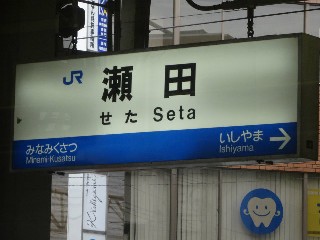 JR 瀬田
せた Seta
みなみくさつ いしやま →
Minami-Kusatsu Ishiyama